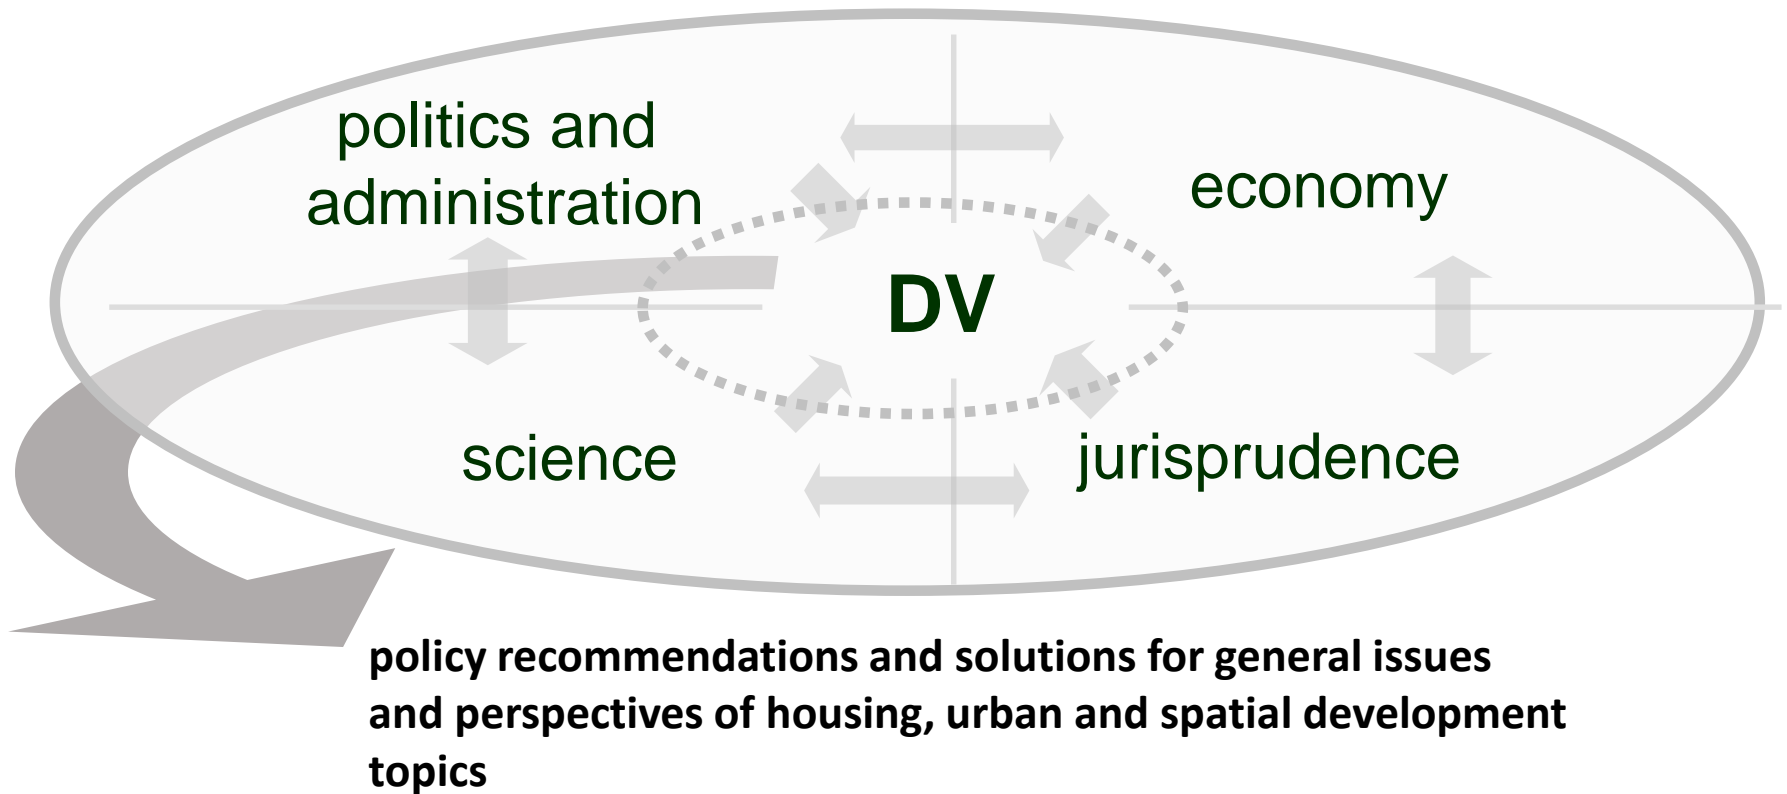 politics and
administration
economy
DV
science
jurisprudence
policy recommendations and solutions for general issues
and perspectives of housing, urban and spatial development
topics